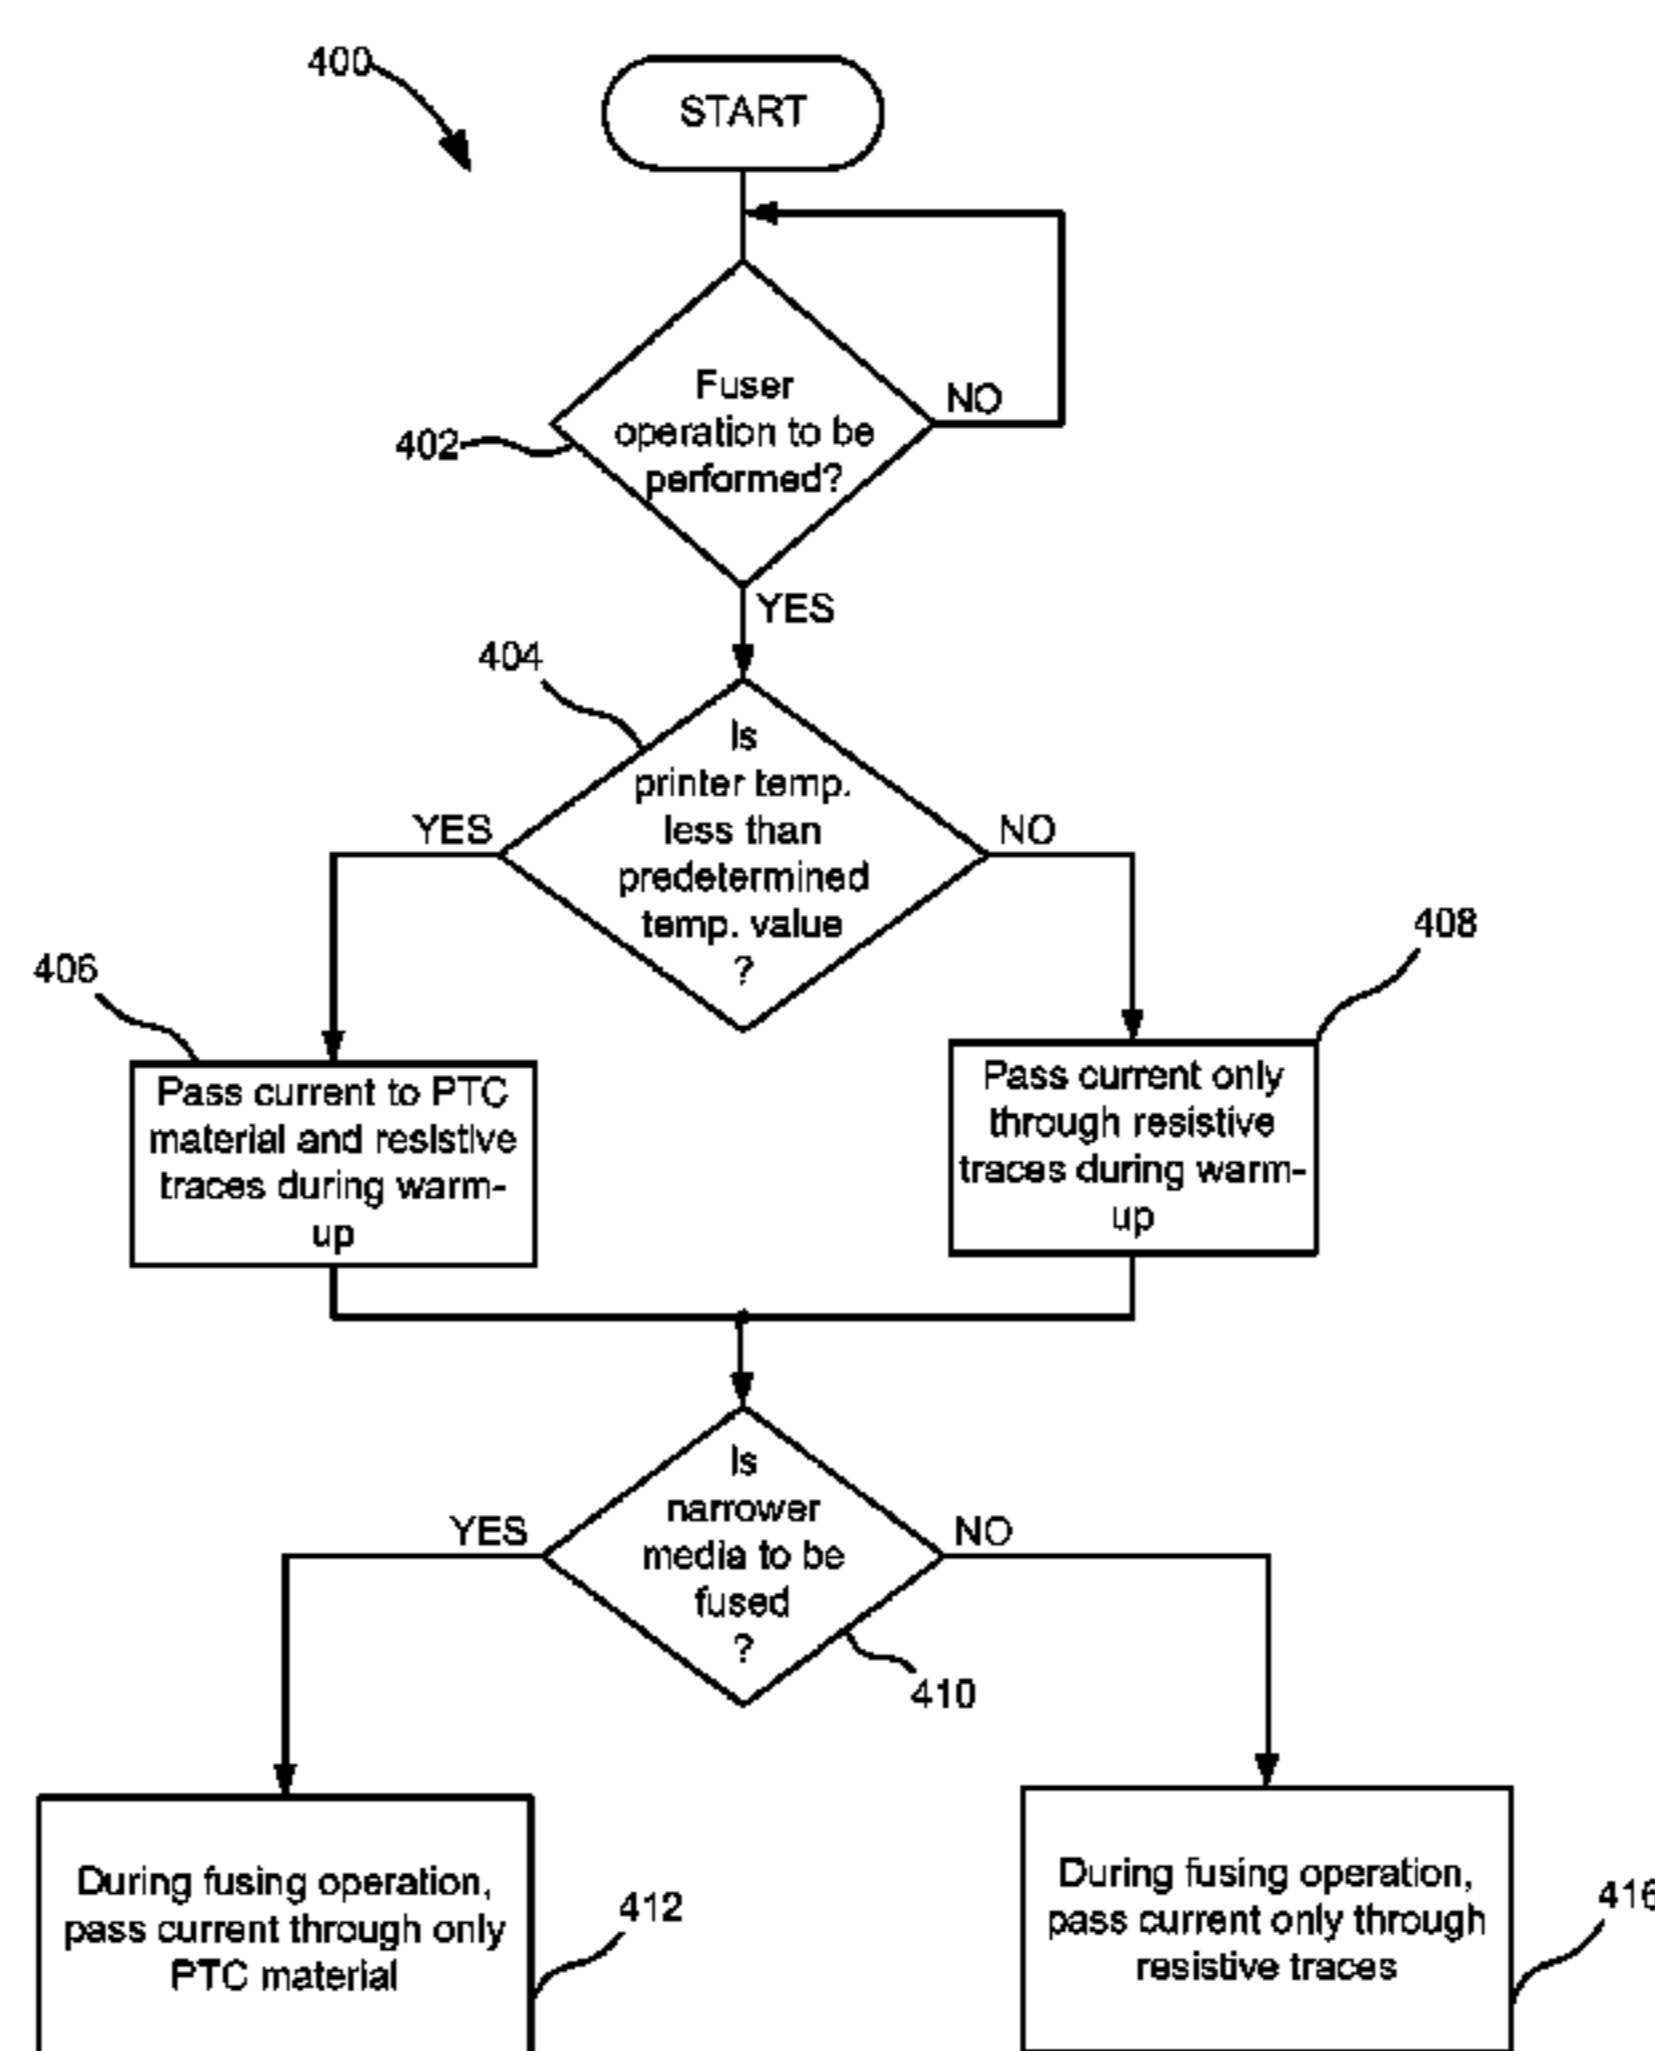 400
START
Fuser
operation to be
performed?
NO
402
YES
404
Is
printer temp.
less than
predetermined
temp. value
?
YES
NO
406
408
Pass current to PTC
material and resistive
traces during warm-
up
Pass current only
through resistive
traces during warm-
up
Is
narrower
media to be
fused
?
YES
NO
410
During fusing operation,
pass current through only
PTC material
412
During fusing operation,
pass current only through
resistive traces
416